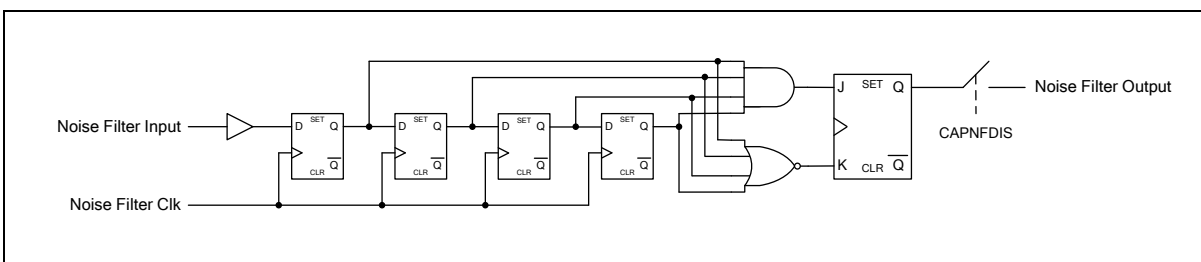 Noise Filter Input
Noise Filter Clk
D SET Q
CLR Q
D SET Q
CLR Q
D SET Q
CLR Q
D SET Q
CLR Q
J SET Q
K CLR Q
CAPNFDIS
Noise Filter Output